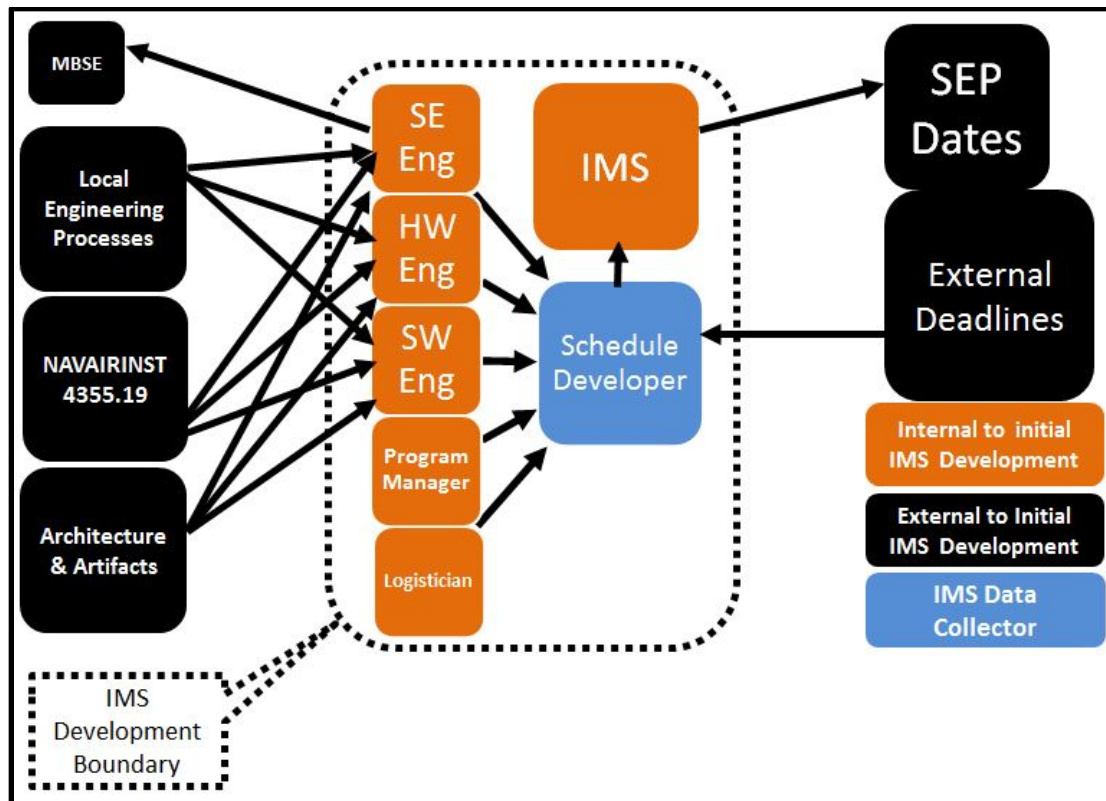 MBSE
Local
Engineering
Processes
NAVAIRINST
4355.19
Architecture
& Artifacts
IMS
Development
Boundary
SE
Eng
HW
Eng
SW
Eng
Program
Manager
Logistician
IMS
Schedule
Developer
SEP
Dates
External
Deadlines
Internal to initial
IMS Development
External to Initial
IMS Development
IMS Data
Collector